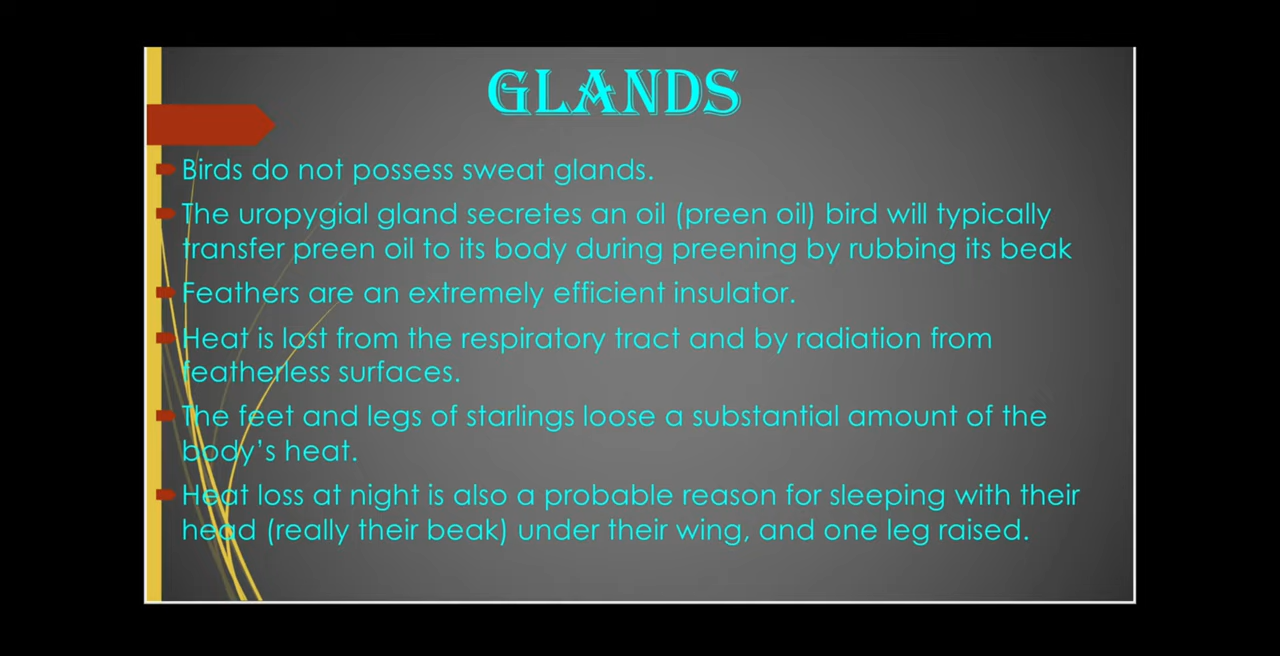 GLANDS
Birds do not possess sweat glands.
The uropygial gland secretes an oil (preen oil) bird will typically
transfer preen oil to its body during preening by rubbing its beak
Feathers are an extremely efficient insulator.
Heat is lost from the respiratory tract and by radiation from
featherless surfaces.
The feet and legs of starlings loose a substantial amount of the
body’s heat.
Heat loss at night is also a probable reason for sleeping with their
head (really their beak) under their wing, and one leg raised.